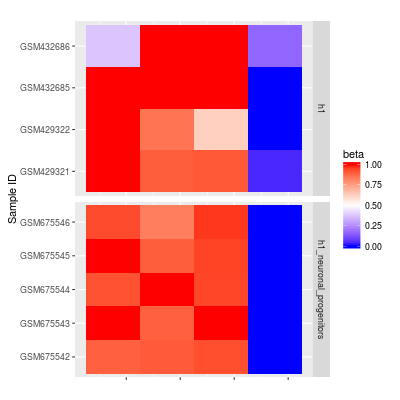 Sample ID
GSM432686
GSM432685
GSM429322
GSM429321
h1
GSM675546
GSM675545
GSM675544
GSM675543
GSM675542
h1_neuronal_progenitors
beta
1.00
0.75
0.50
0.25
0.00